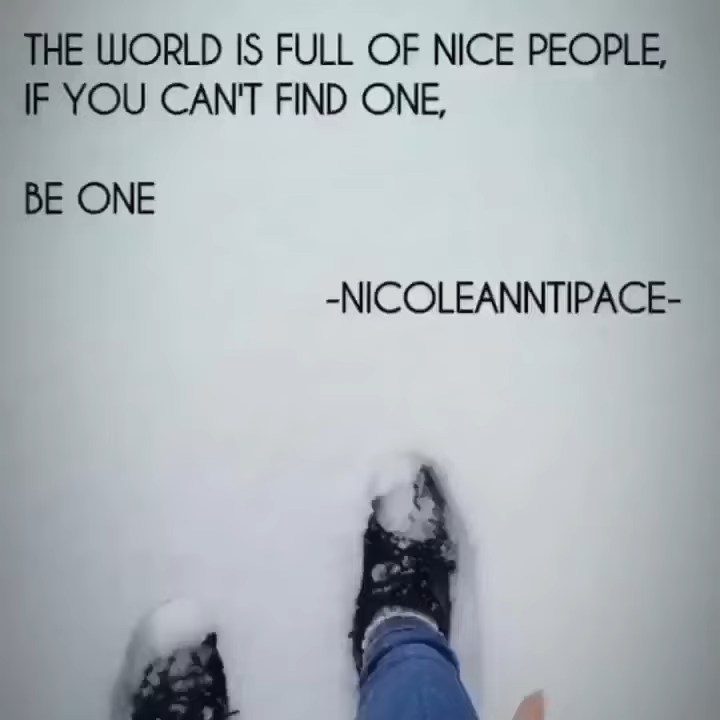 THE WORLD IS FULL OF NICE PEOPLE,
IF YOU CAN'T FIND ONE,
BE ONE
-NICOLEANNTIPACE-